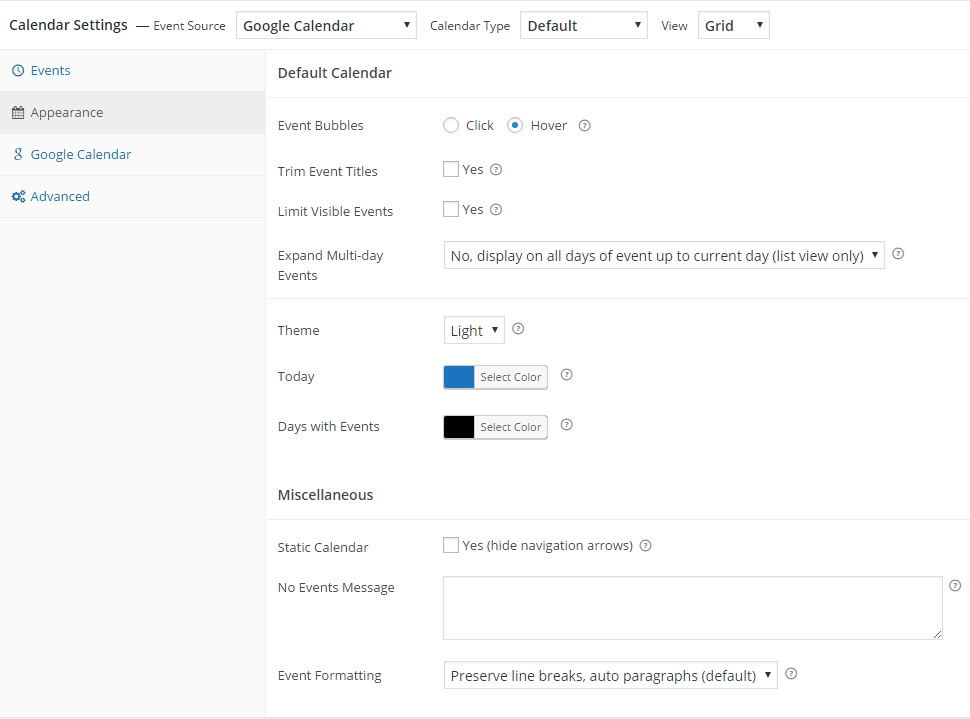 Calendar Settings — Event Source Google Calendar Calendar Type Default View Grid
Events
Appearance
Google Calendar
Advanced
Default Calendar
Event Bubbles Click Hover ?
Trim Event Titles Yes ?
Limit Visible Events Yes ?
Expand Multi-day
Events
No, display on all days of event up to current day (list view only) ?
Theme Light ?
Today Select Color ?
Days with Events Select Color ?
Miscellaneous
Static Calendar Yes (hide navigation arrows) ?
No Events Message ?
Event Formatting Preserve line breaks, auto paragraphs (default) ?